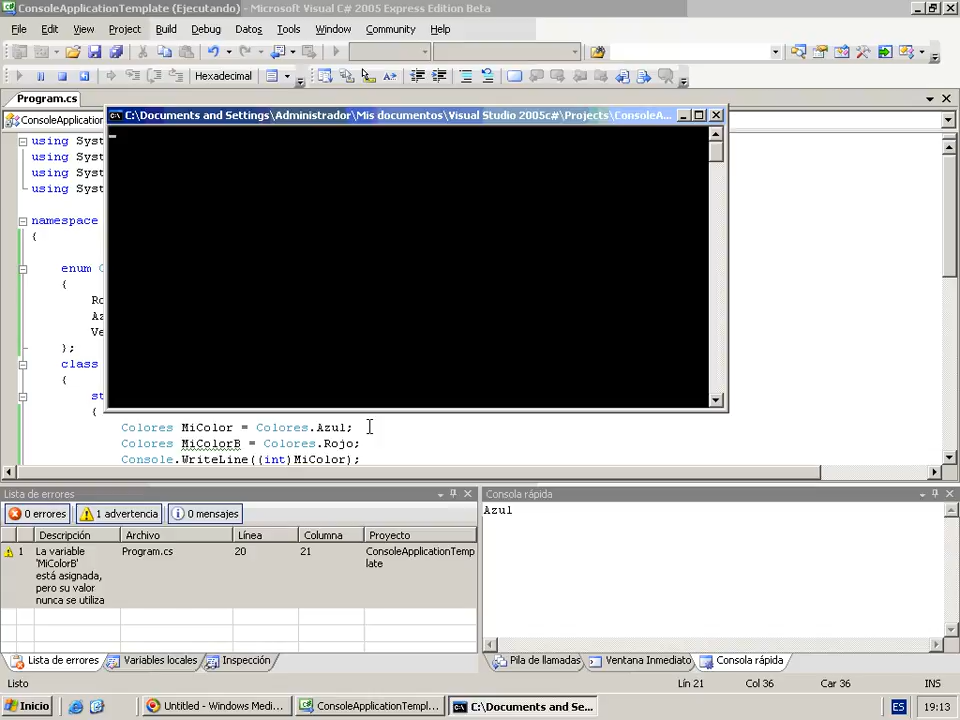 ConsoleApplicationTemplate (Ejecutando) - Microsoft Visual C# 2005 Express Edition Beta
File Edit View Project Build Debug Datos Tools Window Community Help
Hexadecimal
Program.cs
ConsoleApplication
C:\Documents and Settings\Administrador\Mis documentos\Visual Studio 2005c#\Projects\ConsoleA...
using Syst
using Syst
using Syst
using Syst
namespace
{
enum C
{
Ro
Az
Ve
};
class
{
st
{
Colores MiColor = Colores.Azul;
Colores MiColorB = Colores.Rojo;
Console.WriteLine((int)MiColor);
Lista de errores
0 errores 1 advertencia 0 mensajes
Descripción Archivo Línea Columna Proyecto
1 La variable 'MiColorB' está asignada, pero su valor nunca se utiliza Program.cs 20 21 ConsoleApplicationTemplate
Consola rápida
Azul
Lista de errores Variables locales Inspección
Pila de llamadas Ventana Inmediato Consola rápida
Listo Lín 21 Col 36 Car 36 INS
Inicio Untitled - Windows Medi... ConsoleApplicationTempl... C:\Documents and Se... ES 19:13